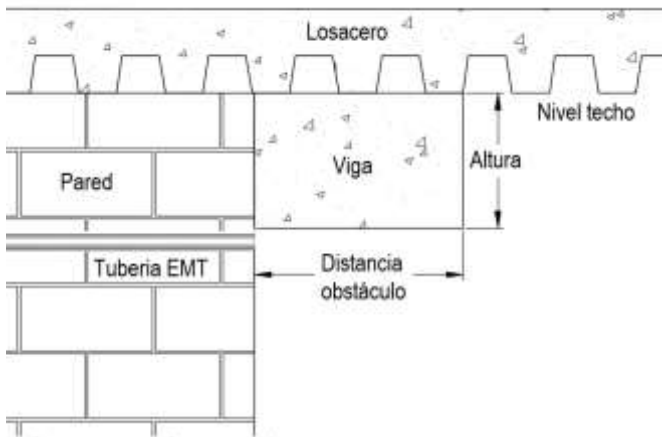 Losacero
Nivel techo
Pared
Viga
Altura
Tuberia EMT
Distancia
obstáculo